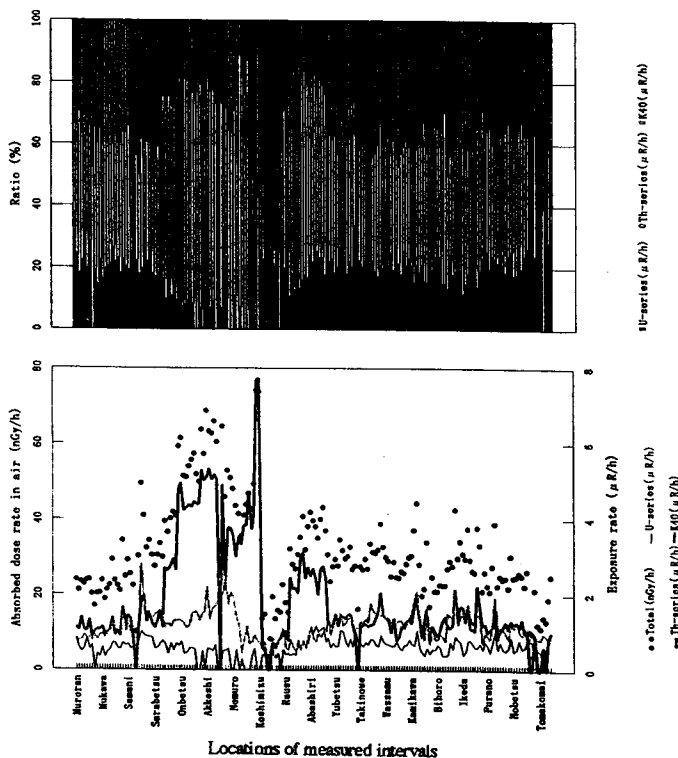 Ratio (%)
100
80
60
40
20
0
※U-series(μR/h) ※Th-series(μR/h) ※K40(μR/h)
Absorbed dose rate in air (nGy/h)
80
60
40
20
0
Exposure rate (μR/h)
8
6
4
2
0
Muroran
Mukawa
Samani
Sarabetsu
Onbetsu
Akkeshi
Nemuro
Koshimizu
Rausu
Abashiri
Yubetsu
Takinoue
Wassamu
Kamikawa
Bihoro
Ikeda
Furano
Nobetsu
Tomakomai
●●Total(nGy/h) —U-series(μR/h)
Th-series(μR/h) —K40(μR/h)
Locations of measured intervals